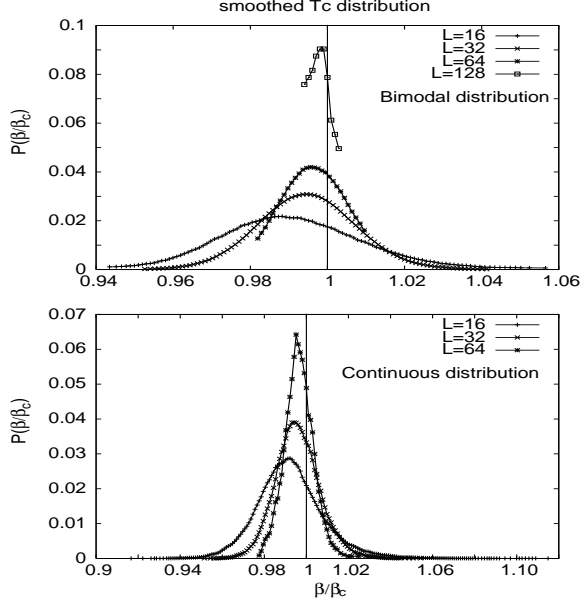 smoothed Tc distribution
0.1
0.08
0.06
0.04
0.02
0
P(β/βc)
L=16
L=32
L=64
L=128
Bimodal distribution
0.94 0.96 0.98 1 1.02 1.04 1.06
0.07
0.06
0.05
0.04
0.03
0.02
0.01
0
P(β/βc)
L=16
L=32
L=64
Continuous distribution
0.9 0.94 0.98 1 1.02 1.06 1.10
β/βc